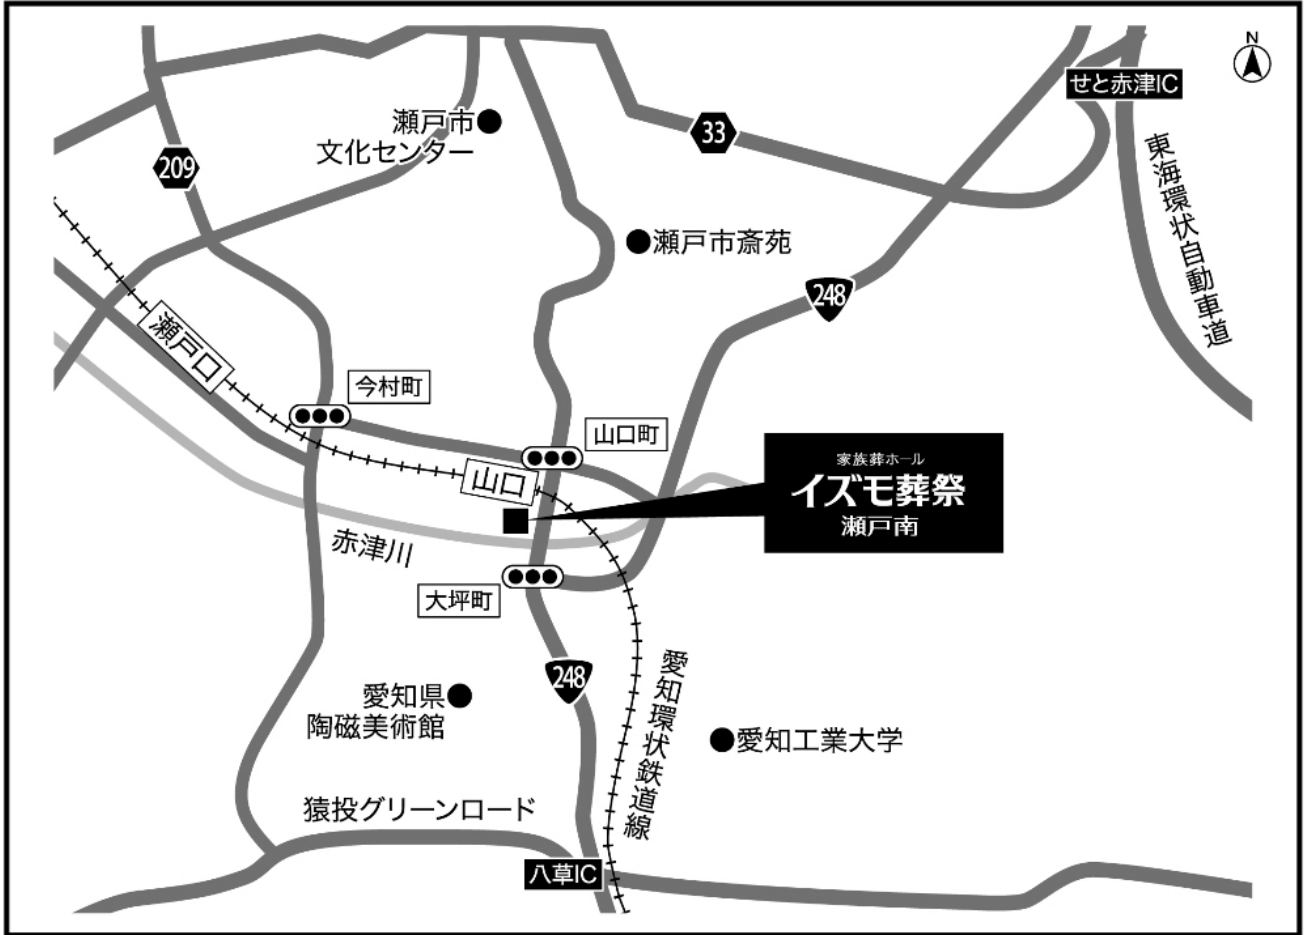 N
せと赤津IC
瀬戸市
文化センター
33
209
東海環状自動車道
瀬戸市斎苑
248
瀬戸口
今村町
山口町
家族葬ホール
イズモ葬祭
瀬戸南
山口
赤津川
大坪町
248
愛知環状鉄道線
愛知県
陶磁美術館
愛知工業大学
猿投グリーンロード
八草IC